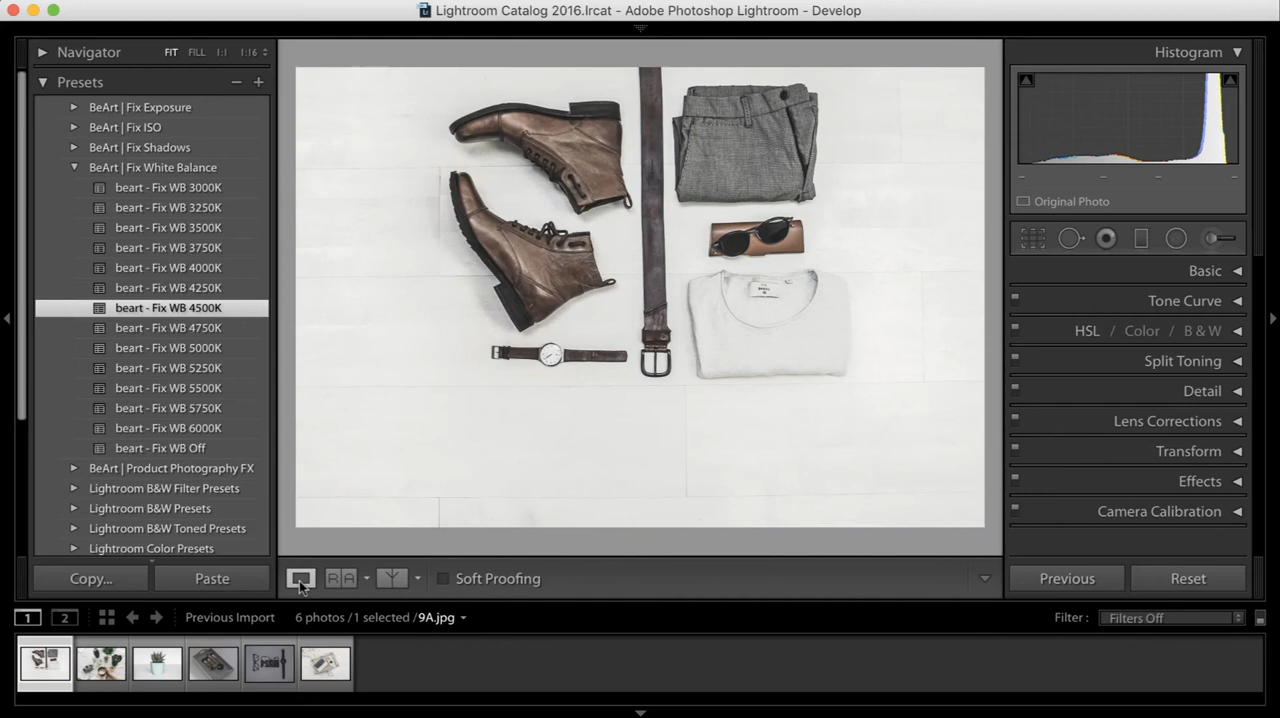 Lightroom Catalog 2016.lrcat - Adobe Photoshop Lightroom - Develop
Navigator FIT FILL 1:1 1:16
Presets
BeArt | Fix Exposure
BeArt | Fix ISO
BeArt | Fix Shadows
BeArt | Fix White Balance
beart - Fix WB 3000K
beart - Fix WB 3250K
beart - Fix WB 3500K
beart - Fix WB 3750K
beart - Fix WB 4000K
beart - Fix WB 4250K
beart - Fix WB 4500K
beart - Fix WB 4750K
beart - Fix WB 5000K
beart - Fix WB 5250K
beart - Fix WB 5500K
beart - Fix WB 5750K
beart - Fix WB 6000K
beart - Fix WB Off
BeArt | Product Photography FX
Lightroom B&W Filter Presets
Lightroom B&W Presets
Lightroom B&W Toned Presets
Lightroom Color Presets
Copy... Paste
R A Y Soft Proofing
Histogram
Original Photo
Basic
Tone Curve
HSL / Color / B & W
Split Toning
Detail
Lens Corrections
Transform
Effects
Camera Calibration
Previous Reset
1 2 Previous Import 6 photos / 1 selected / 9A.jpg Filter : Filters Off